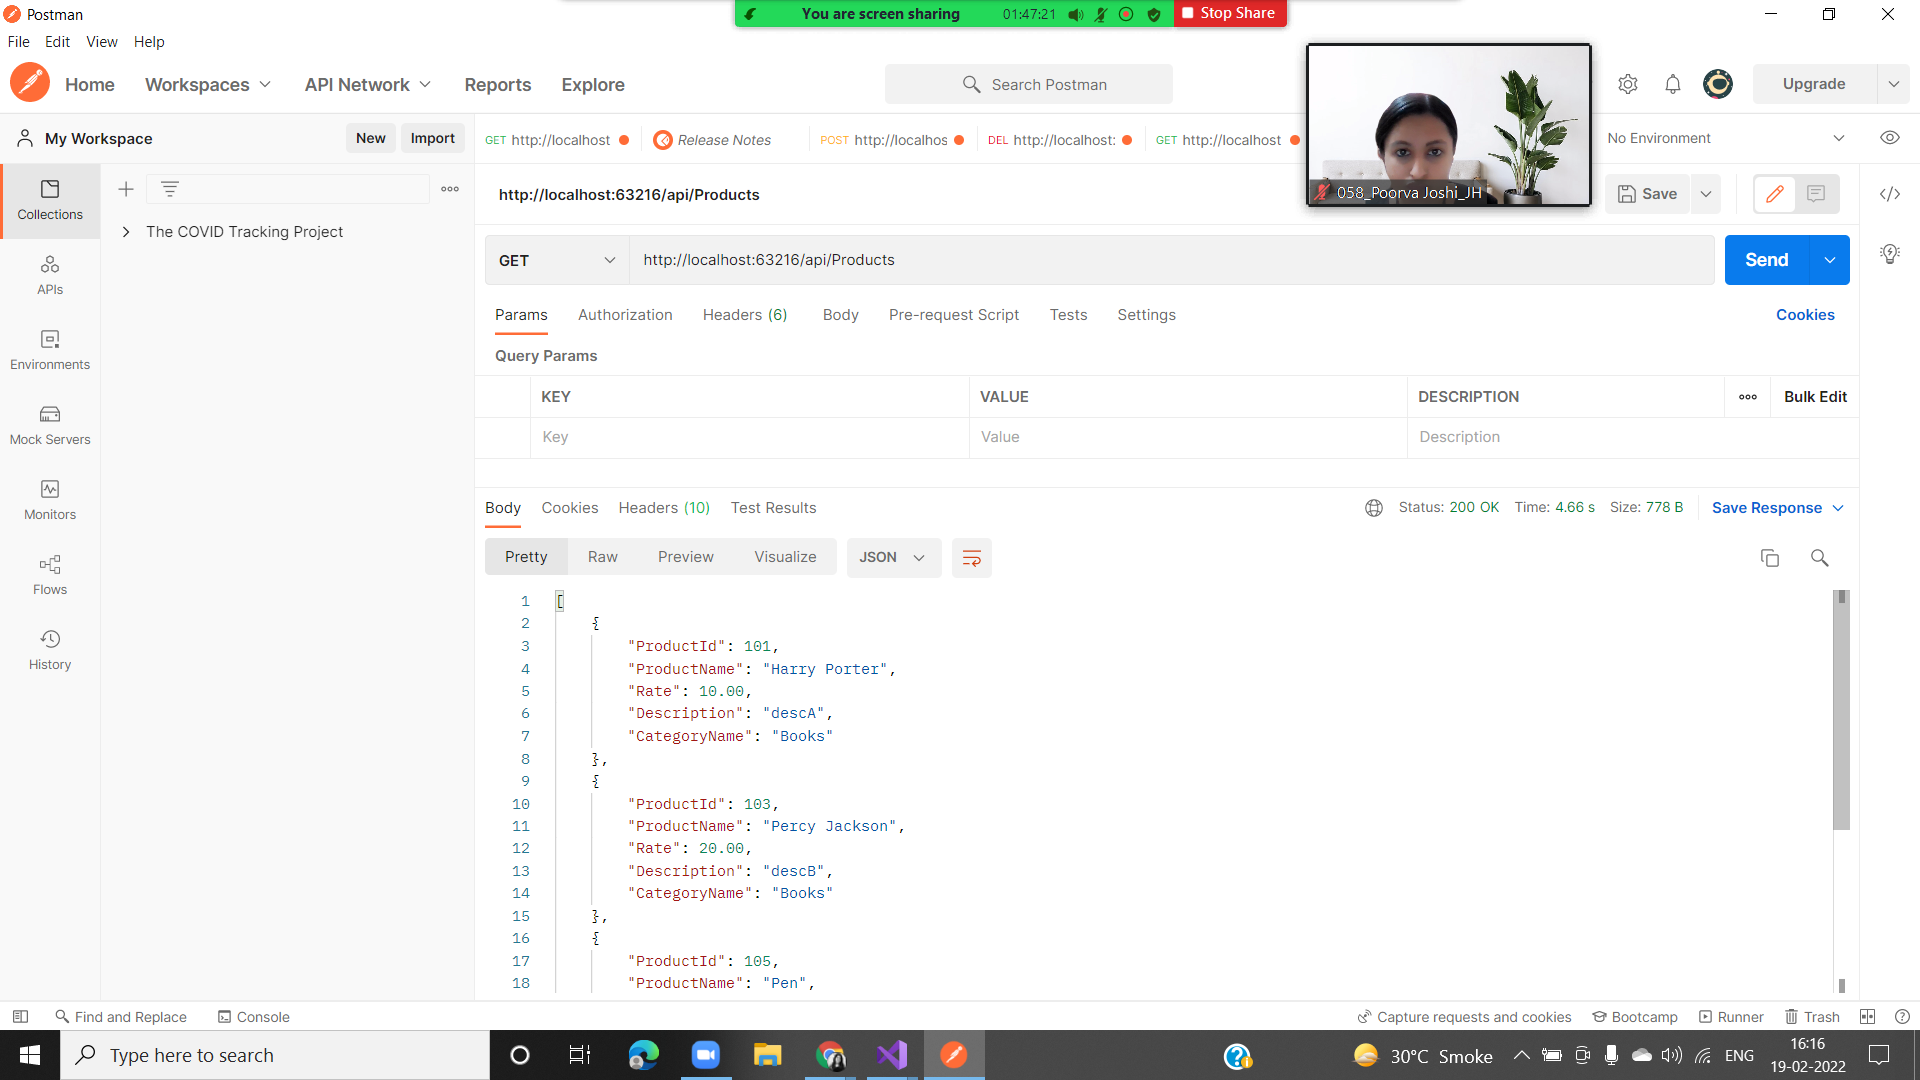 Postman
You are screen sharing 01:47:21 Stop Share
File Edit View Help
Home Workspaces API Network Reports Explore Search Postman Upgrade
My Workspace New Import GET http://localhost Release Notes POST http://localhos DEL http://localhost: GET http://localhost No Environment
058_Poorva Joshi_JH
Collections
http://localhost:63216/api/Products Save
The COVID Tracking Project
GET http://localhost:63216/api/Products Send
APIs
Params Authorization Headers (6) Body Pre-request Script Tests Settings Cookies
Query Params
Environments
KEY VALUE DESCRIPTION Bulk Edit
Key Value Description
Mock Servers
Monitors
Body Cookies Headers (10) Test Results Status: 200 OK Time: 4.66 s Size: 778 B Save Response
Pretty Raw Preview Visualize JSON
Flows
History
1 [
2 {
3 "ProductId": 101,
4 "ProductName": "Harry Porter",
5 "Rate": 10.00,
6 "Description": "descA",
7 "CategoryName": "Books"
8 },
9 {
10 "ProductId": 103,
11 "ProductName": "Percy Jackson",
12 "Rate": 20.00,
13 "Description": "descB",
14 "CategoryName": "Books"
15 },
16 {
17 "ProductId": 105,
18 "ProductName": "Pen",
Find and Replace Console Capture requests and cookies Bootcamp Runner Trash
Type here to search 30°C Smoke ENG 16:16
19-02-2022